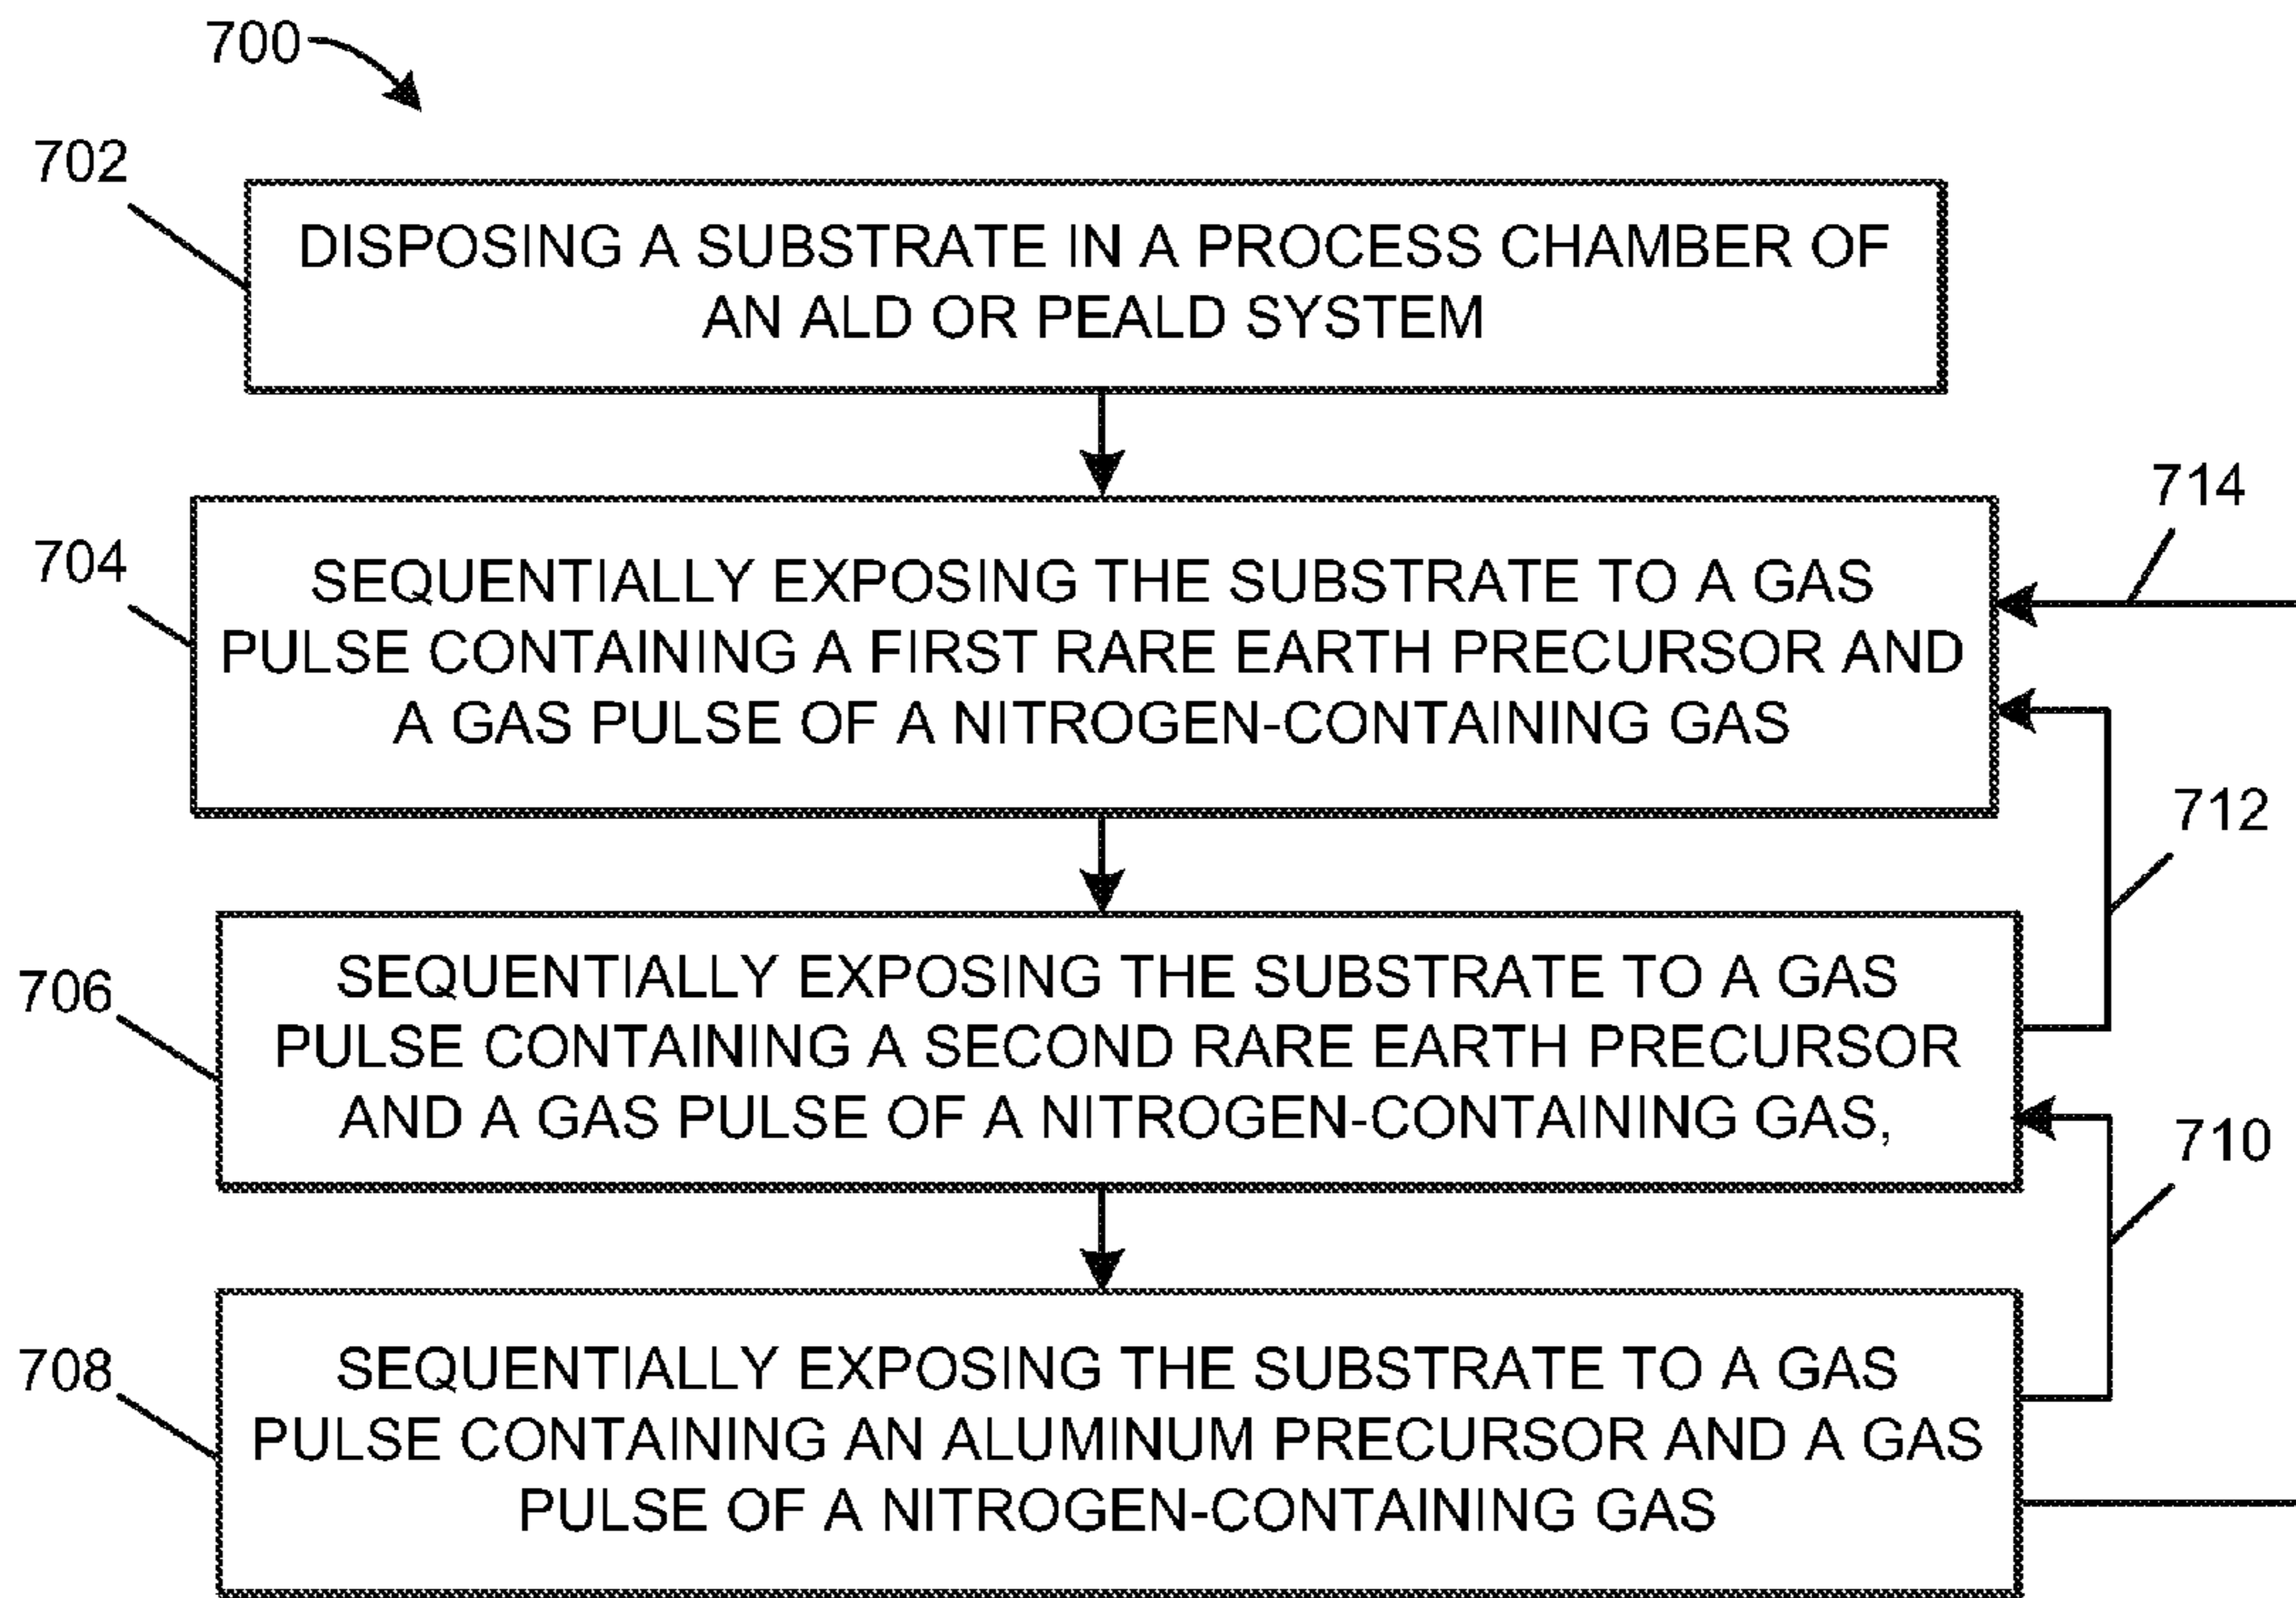 700
702
DISPOSING A SUBSTRATE IN A PROCESS CHAMBER OF
AN ALD OR PEALD SYSTEM
714
704
SEQUENTIALLY EXPOSING THE SUBSTRATE TO A GAS
PULSE CONTAINING A FIRST RARE EARTH PRECURSOR AND
A GAS PULSE OF A NITROGEN-CONTAINING GAS
712
706
SEQUENTIALLY EXPOSING THE SUBSTRATE TO A GAS
PULSE CONTAINING A SECOND RARE EARTH PRECURSOR
AND A GAS PULSE OF A NITROGEN-CONTAINING GAS,
710
708
SEQUENTIALLY EXPOSING THE SUBSTRATE TO A GAS
PULSE CONTAINING AN ALUMINUM PRECURSOR AND A GAS
PULSE OF A NITROGEN-CONTAINING GAS